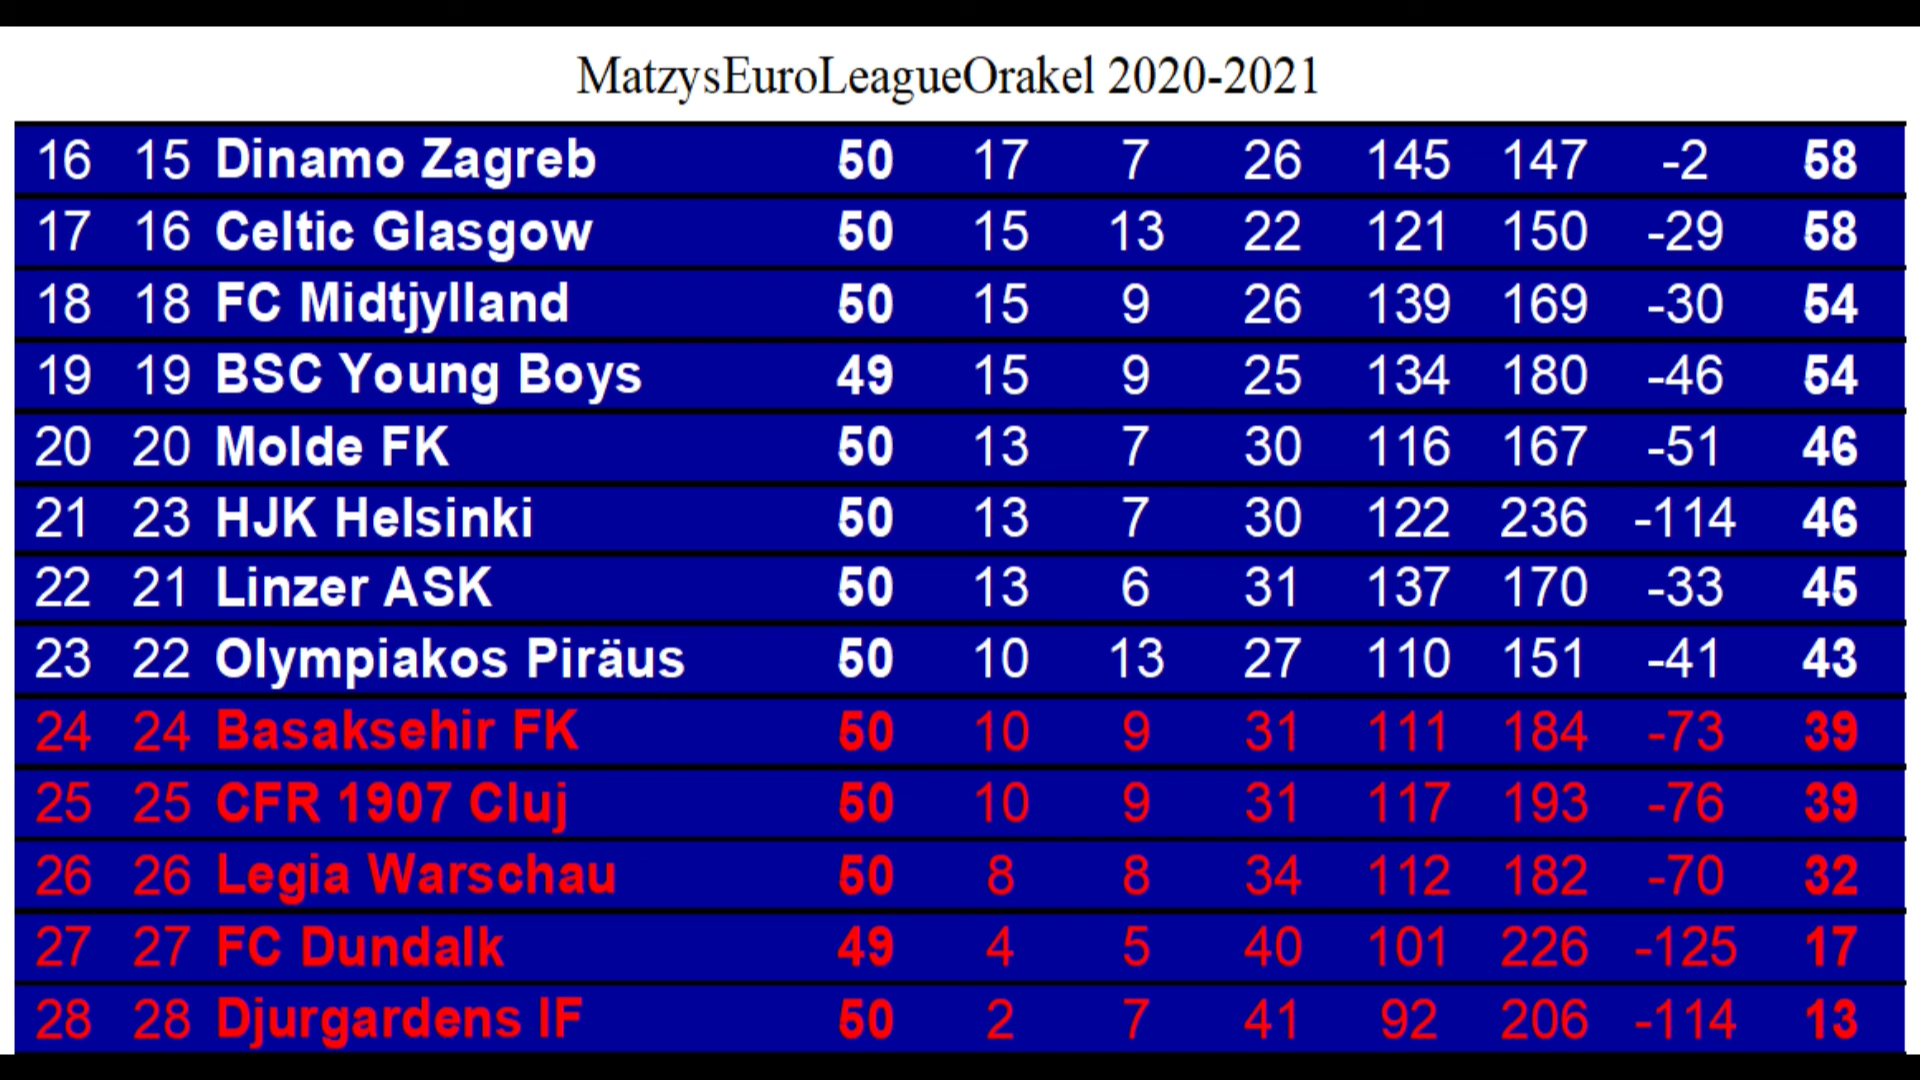 MatzysEuroLeagueOrakel 2020-2021
16 15 Dinamo Zagreb 50 17 7 26 145 147 -2 58
17 16 Celtic Glasgow 50 15 13 22 121 150 -29 58
18 18 FC Midtjylland 50 15 9 26 139 169 -30 54
19 19 BSC Young Boys 49 15 9 25 134 180 -46 54
20 20 Molde FK 50 13 7 30 116 167 -51 46
21 23 HJK Helsinki 50 13 7 30 122 236 -114 46
22 21 Linzer ASK 50 13 6 31 137 170 -33 45
23 22 Olympiakos Piräus 50 10 13 27 110 151 -41 43
24 24 Basaksehir FK 50 10 9 31 111 184 -73 39
25 25 CFR 1907 Cluj 50 10 9 31 117 193 -76 39
26 26 Legia Warschau 50 8 8 34 112 182 -70 32
27 27 FC Dundalk 49 4 5 40 101 226 -125 17
28 28 Djurgardens IF 50 2 7 41 92 206 -114 13